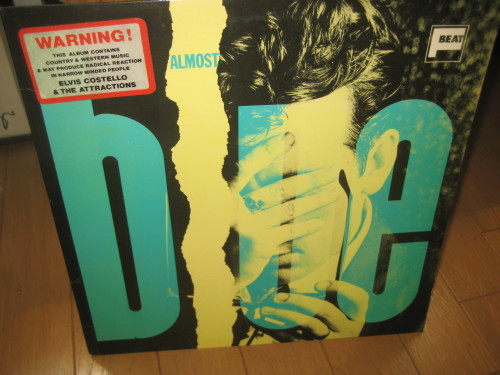 WARNING!
THIS ALBUM CONTAINS
COUNTRY & WESTERN MUSIC
& MAY PRODUCE RADICAL REACTION
IN NARROW MINDED PEOPLE
ELVIS COSTELLO
& THE ATTRACTIONS
ALMOST
blue
F BEAT